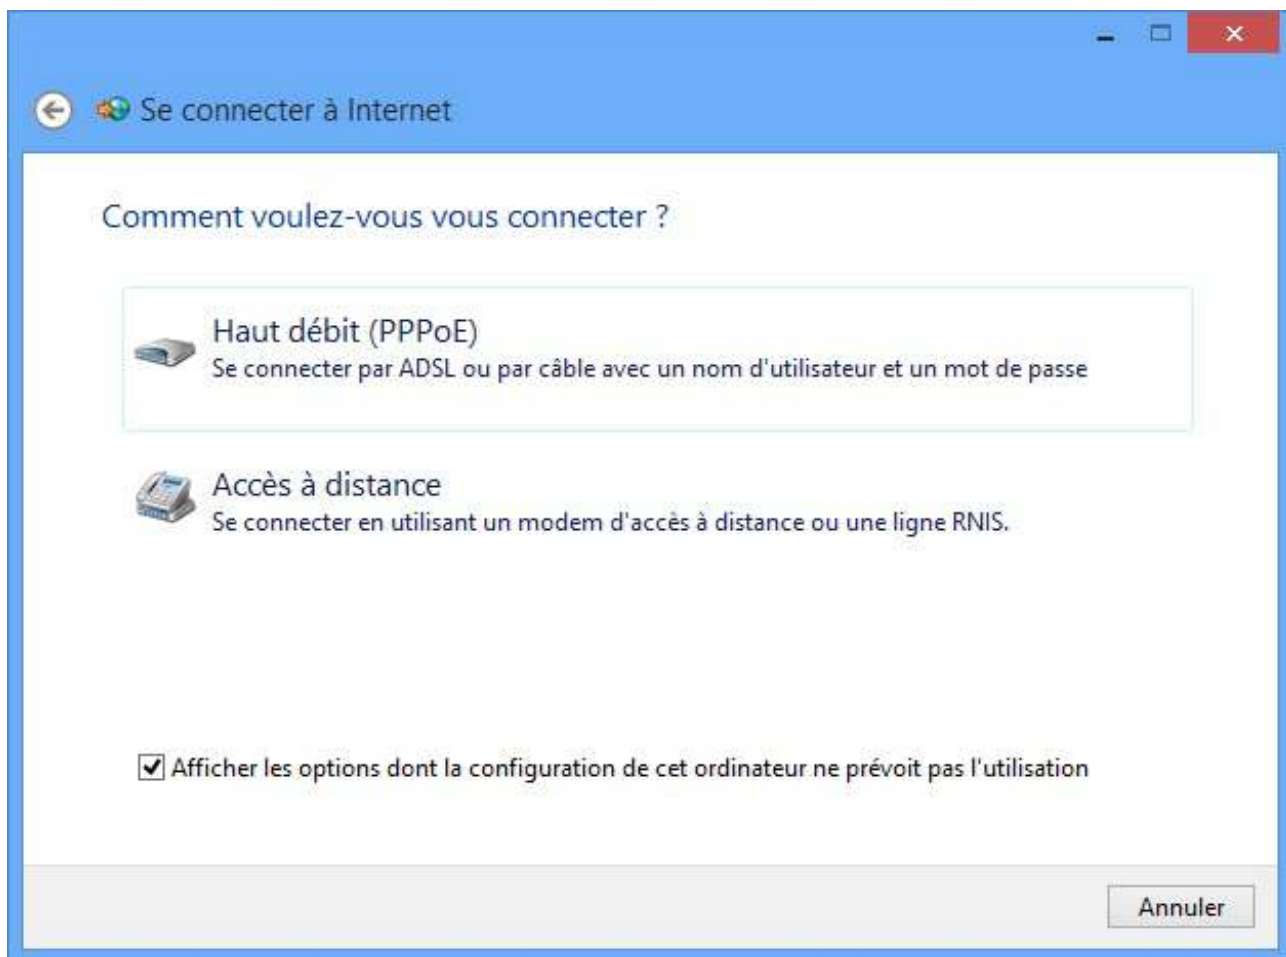 Se connecter à Internet
Comment voulez-vous vous connecter ?
Haut débit (PPPoE)
Se connecter par ADSL ou par câble avec un nom d'utilisateur et un mot de passe
Accès à distance
Se connecter en utilisant un modem d'accès à distance ou une ligne RNIS.
Afficher les options dont la configuration de cet ordinateur ne prévoit pas l'utilisation
Annuler